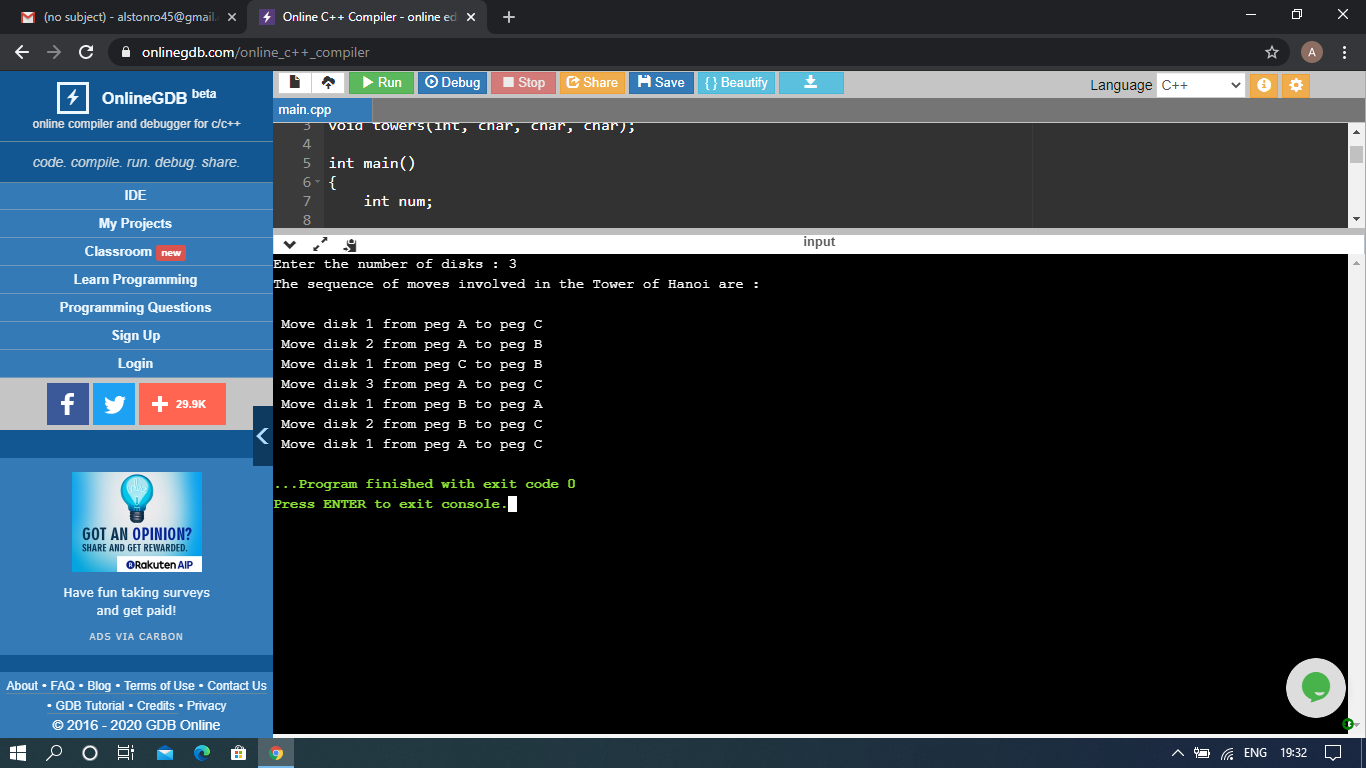 (no subject) - alstonro45@gmail.
Online C++ Compiler - online ed
onlinegdb.com/online_c++_compiler
A
OnlineGDB beta
online compiler and debugger for c/c++
code. compile. run. debug. share.
IDE
My Projects
Classroom new
Learn Programming
Programming Questions
Sign Up
Login
29.9K
GOT AN OPINION?
SHARE AND GET REWARDED.
Rakuten AIP
Have fun taking surveys
and get paid!
ADS VIA CARBON
About • FAQ • Blog • Terms of Use • Contact Us
• GDB Tutorial • Credits • Privacy
© 2016 - 2020 GDB Online
Run Debug Stop Share Save { } Beautify
Language C++
main.cpp
3 void towers(int, char, char, char);
4
5 int main()
6 {
7 int num;
8
input
Enter the number of disks : 3
The sequence of moves involved in the Tower of Hanoi are :
Move disk 1 from peg A to peg C
Move disk 2 from peg A to peg B
Move disk 1 from peg C to peg B
Move disk 3 from peg A to peg C
Move disk 1 from peg B to peg A
Move disk 2 from peg B to peg C
Move disk 1 from peg A to peg C
...Program finished with exit code 0
Press ENTER to exit console.
ENG 19:32